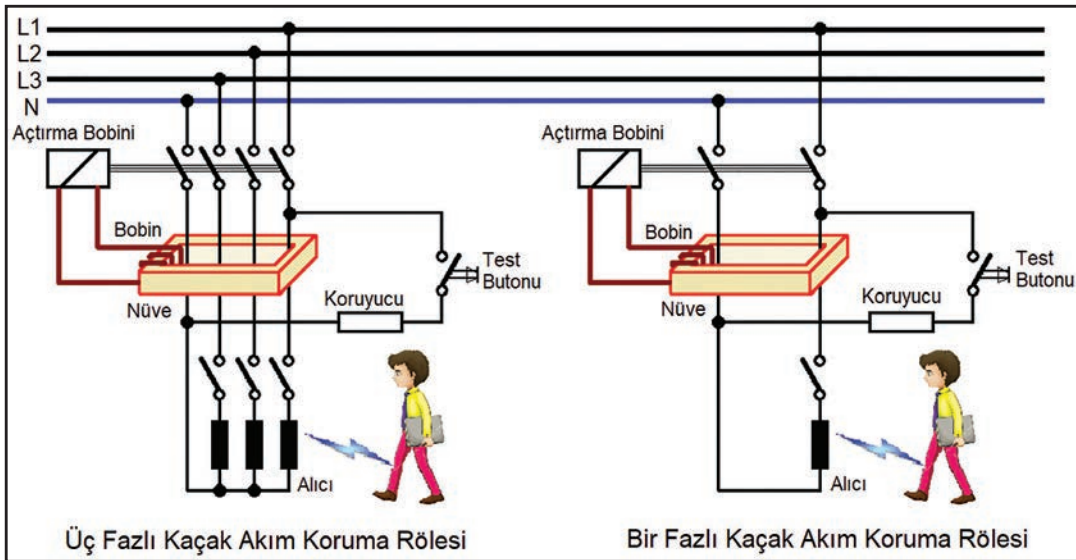 L1
L2
L3
N
Açtırma Bobini
Bobin
Nüve
Koruyucu
Test
Butonu
Alıcı
Üç Fazlı Kaçak Akım Koruma Rölesi
Açtırma Bobini
Bobin
Nüve
Koruyucu
Test
Butonu
Alıcı
Bir Fazlı Kaçak Akım Koruma Rölesi